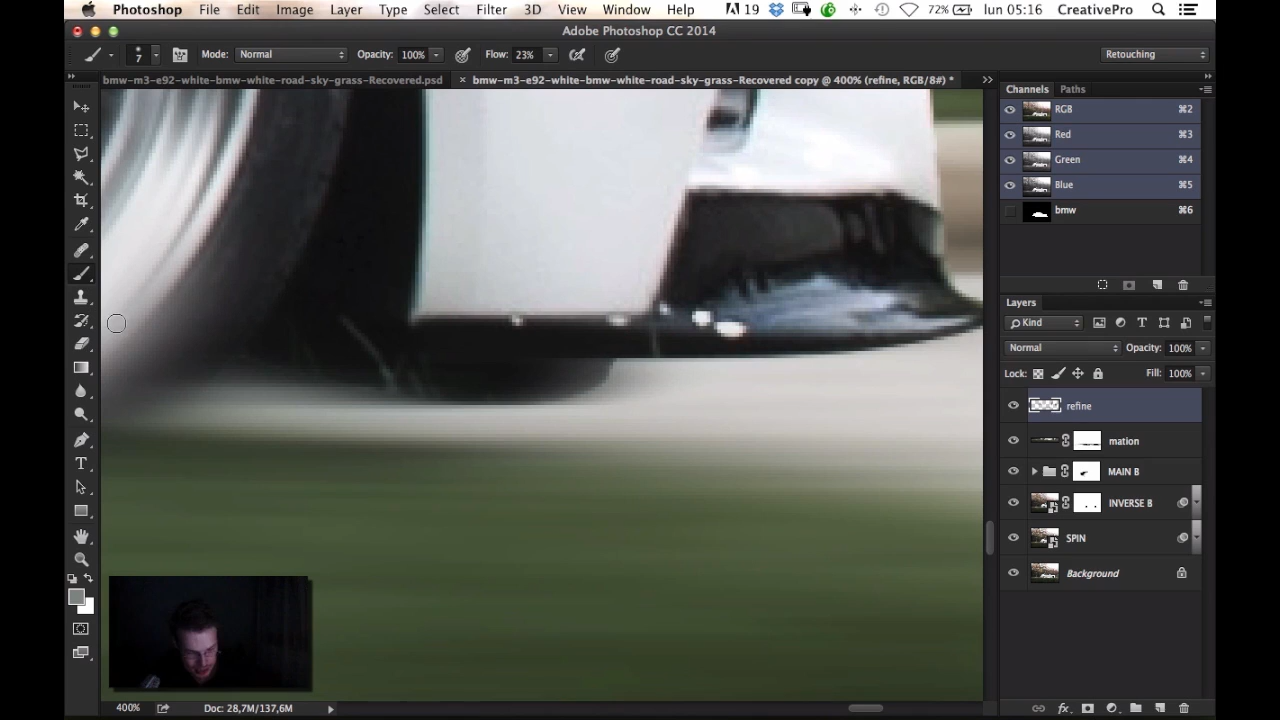 Photoshop File Edit Image Layer Type Select Filter 3D View Window Help 19 72% lun 05:16 CreativePro
Adobe Photoshop CC 2014
7 Mode: Normal Opacity: 100% Flow: 23% Retouching
bmw-m3-e92-white-bmw-white-road-sky-grass-Recovered.psd × bmw-m3-e92-white-bmw-white-road-sky-grass-Recovered copy @ 400% (refine, RGB/8#) *
Channels Paths
RGB ⌘2
Red ⌘3
Green ⌘4
Blue ⌘5
bmw ⌘6
Layers
Kind
Normal Opacity: 100%
Lock: Fill: 100%
refine
mation
MAIN B
INVERSE B
SPIN
Background
400% Doc: 28,7M/137,6M